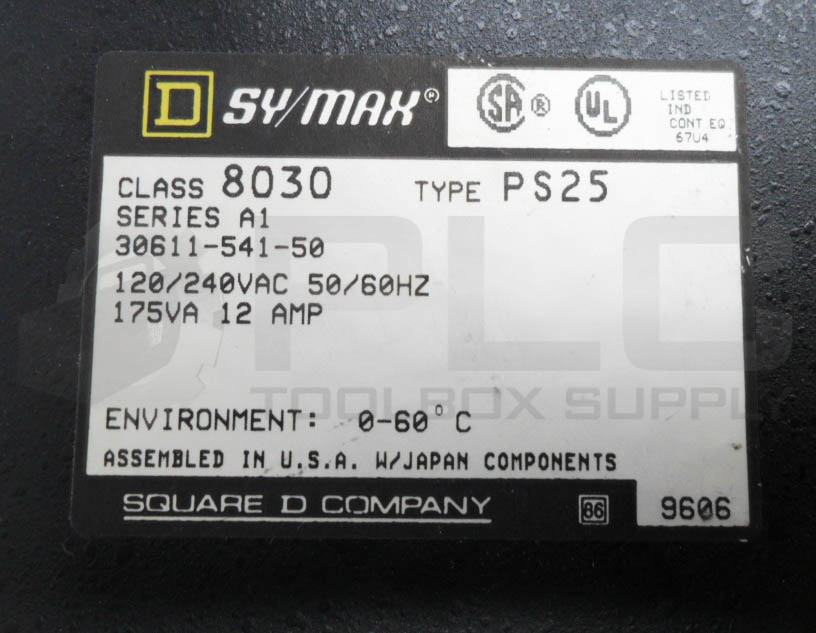 D SY/MAX®
SA ® UL
LISTED
IND
CONT EQ
67U4
CLASS 8030 TYPE PS25
SERIES A1
30611-541-50
120/240VAC 50/60HZ
175VA 12 AMP
PLC
TOOLBOX SUPPLY
ENVIRONMENT: 0-60° C
ASSEMBLED IN U.S.A. W/JAPAN COMPONENTS
SQUARE D COMPANY 86 9606